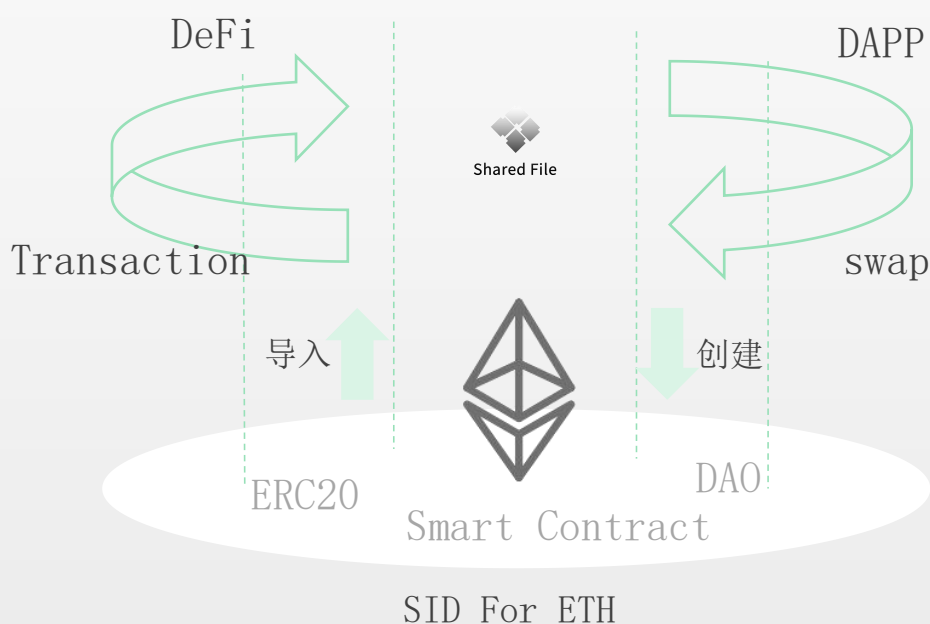 DeFi
DAPP
Shared File
Transaction
swap
导入
创建
ERC20
DAO
Smart Contract
SID For ETH